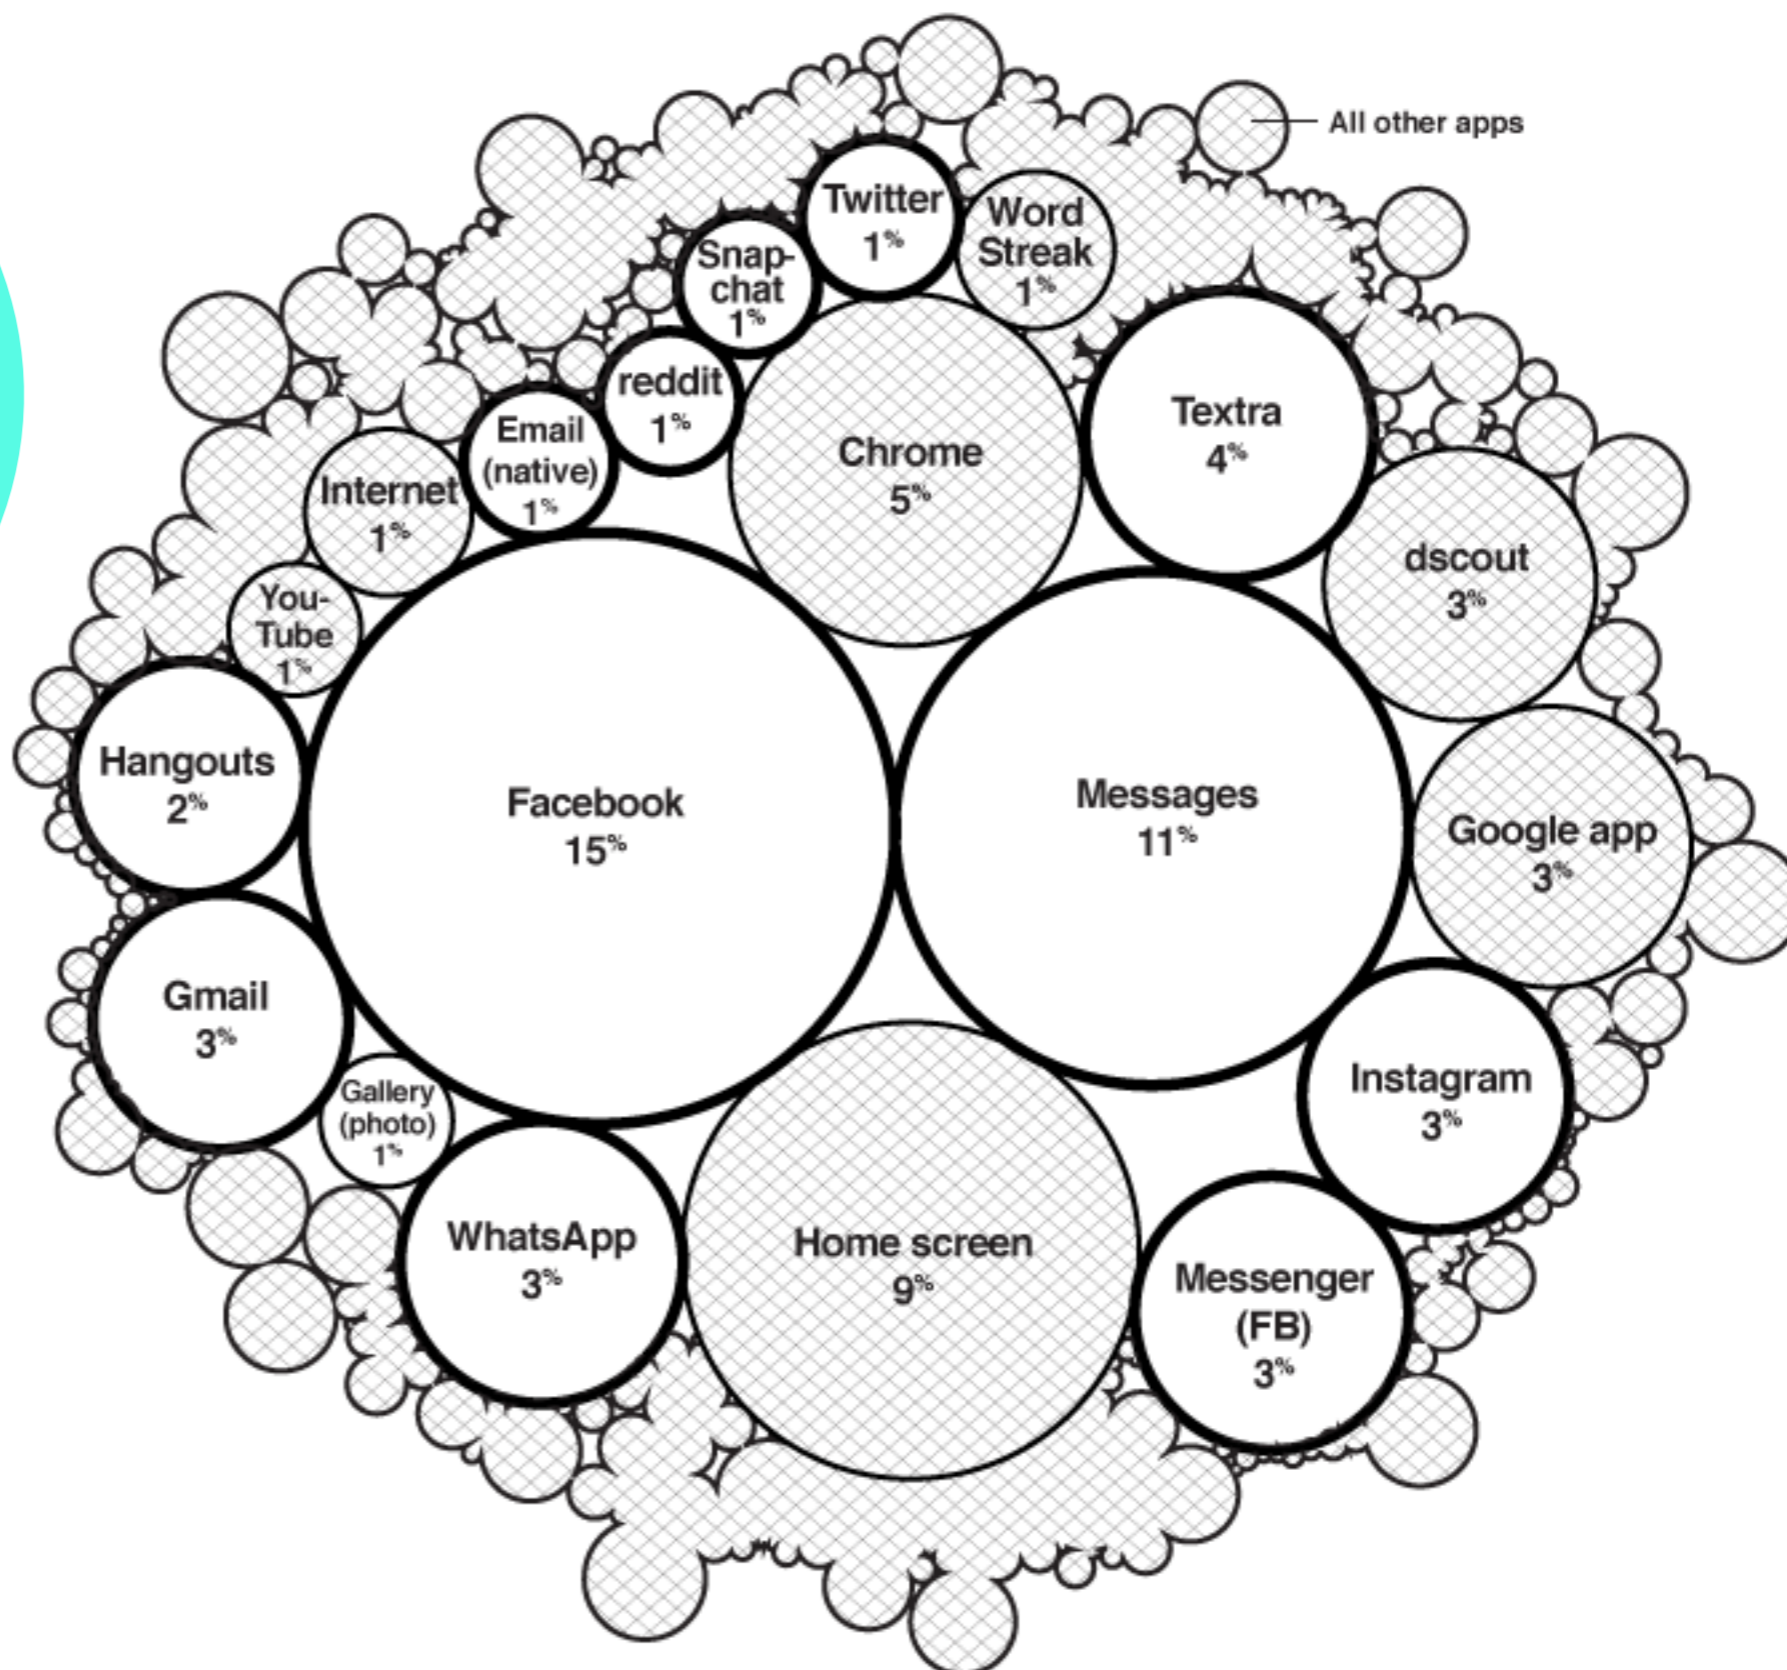 All other apps
Twitter
1%
Word
Streak
1%
Snap-
chat
1%
reddit
1%
Email
(native)
1%
Internet
1%
You-
Tube
1%
Chrome
5%
Textra
4%
dscout
3%
Hangouts
2%
Facebook
15%
Messages
11%
Google app
3%
Gmail
3%
Gallery
(photo)
1%
Instagram
3%
WhatsApp
3%
Home screen
9%
Messenger
(FB)
3%